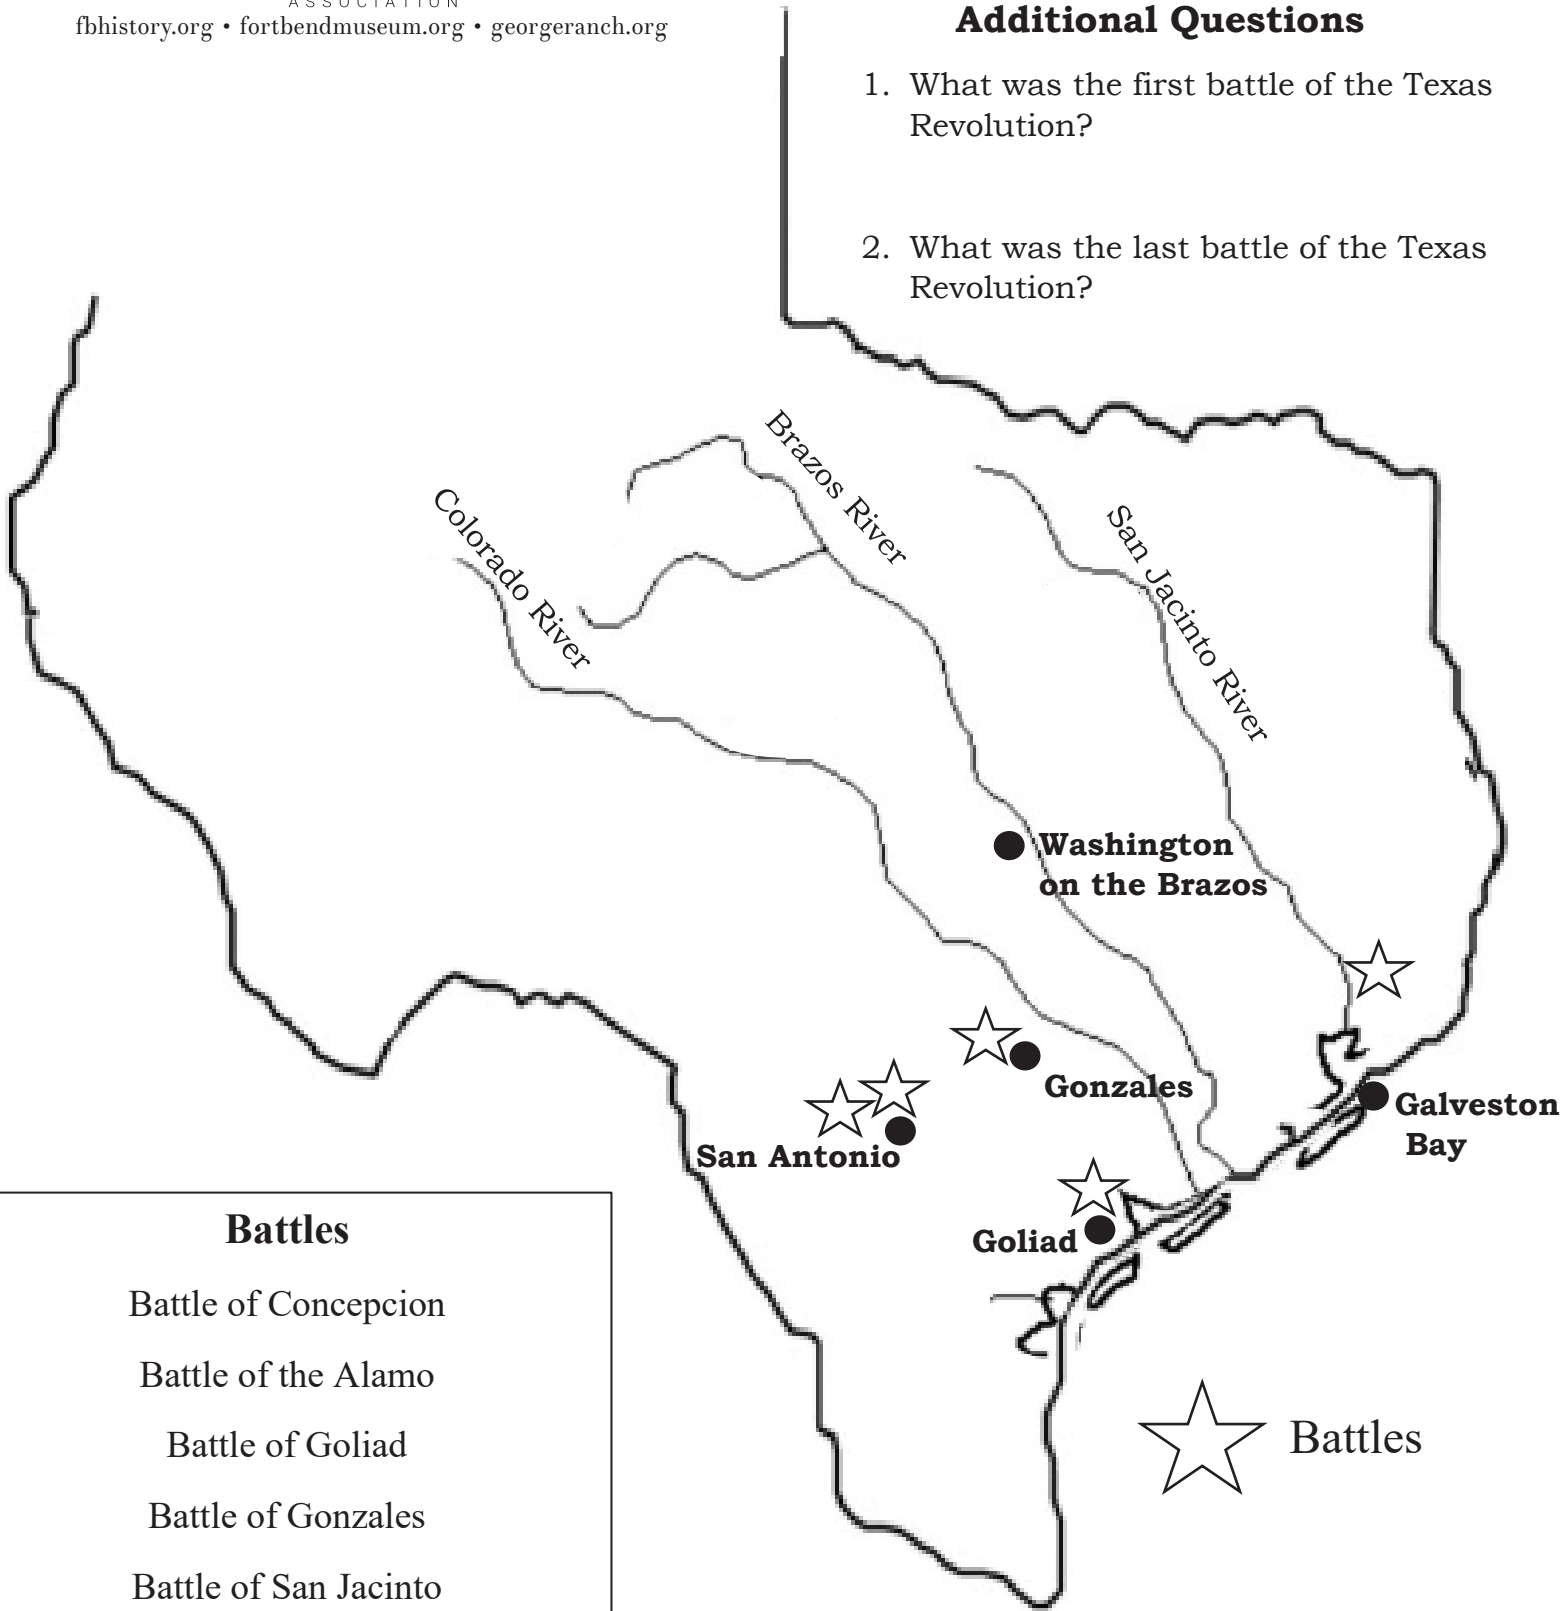 ASSOCIATION
fbhistory.org • fortbendmuseum.org • georgeranch.org
Additional Questions
1. What was the first battle of the Texas
Revolution?
2. What was the last battle of the Texas
Revolution?
Brazos River
Colorado River
San Jacinto River
Washington
on the Brazos
Gonzales
Galveston
Bay
San Antonio
Goliad
Battles
Battles
Battle of Concepcion
Battle of the Alamo
Battle of Goliad
Battle of Gonzales
Battle of San Jacinto